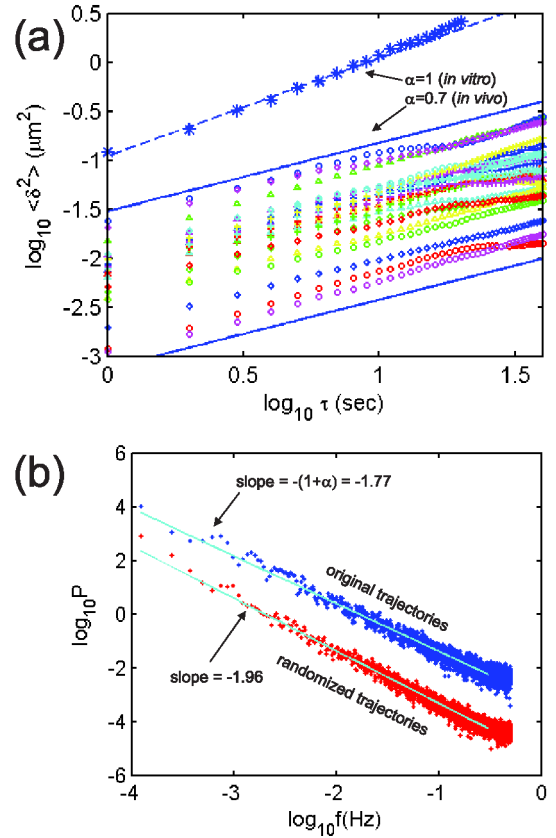 (a)
0.5
0
-0.5
-1
-1.5
-2
-2.5
-3
log10 <δ²> (μm²)
α=1 (in vitro)
α=0.7 (in vivo)
0 0.5 1 1.5
log10 τ (sec)
(b)
6
4
2
0
-2
-4
-6
log10P
slope = -(1+α) = -1.77
original trajectories
slope = -1.96
randomized trajectories
-4 -3 -2 -1 0
log10f(Hz)